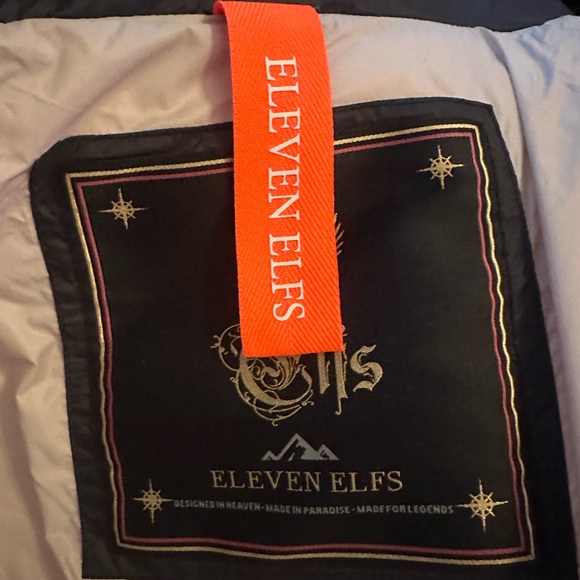 ELEVEN ELFS
Elfs
ELEVEN ELFS
DESIGNED IN HEAVEN - MADE IN PARADISE - MADE FOR LEGENDS